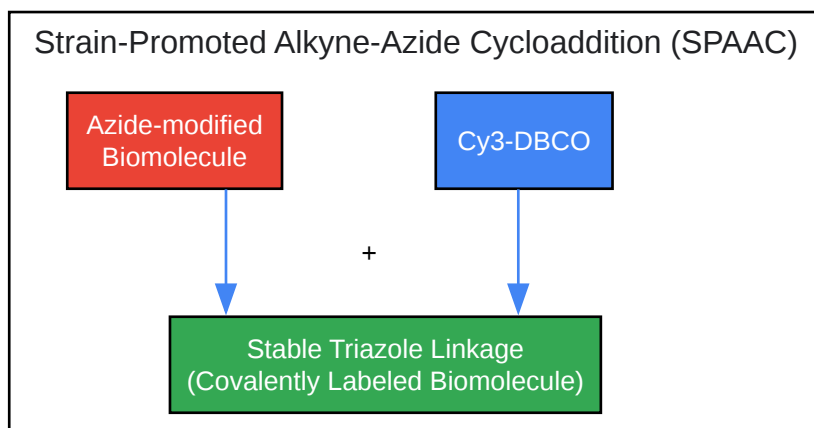 Strain-Promoted Alkyne-Azide Cycloaddition (SPAAC)
Azide-modified
Biomolecule
Cy3-DBCO
+
Stable Triazole Linkage
(Covalently Labeled Biomolecule)